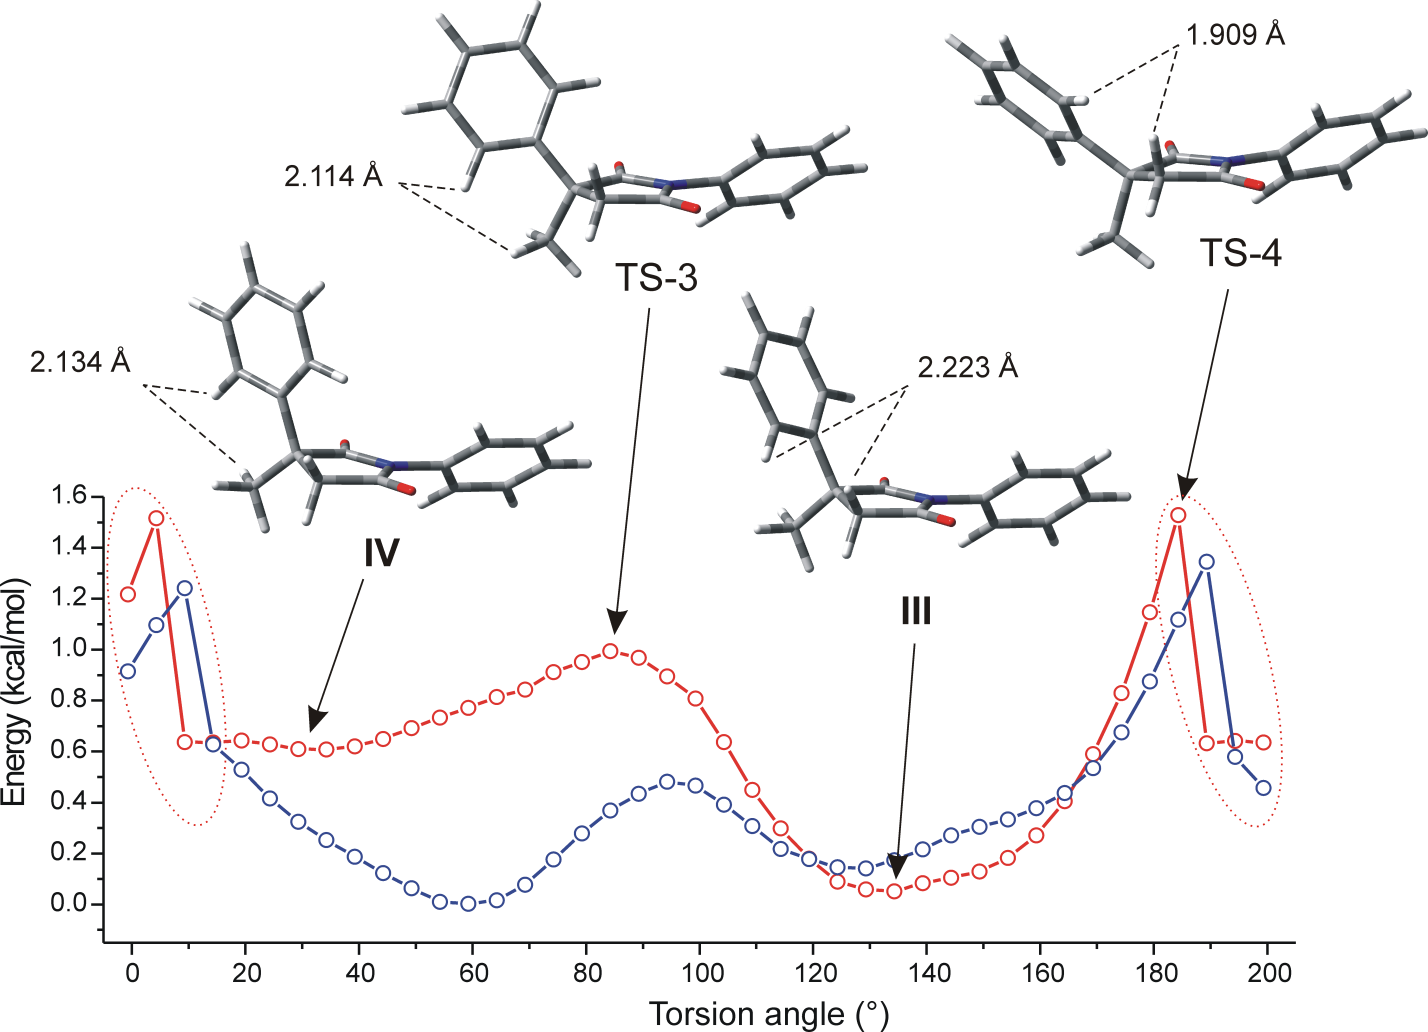 1.909 Å
2.114 Å
TS-3
TS-4
2.134 Å
2.223 Å
IV
III
1.6
1.4
1.2
1.0
0.8
0.6
0.4
0.2
0.0
Energy (kcal/mol)
0 20 40 60 80 100 120 140 160 180 200
Torsion angle (°)